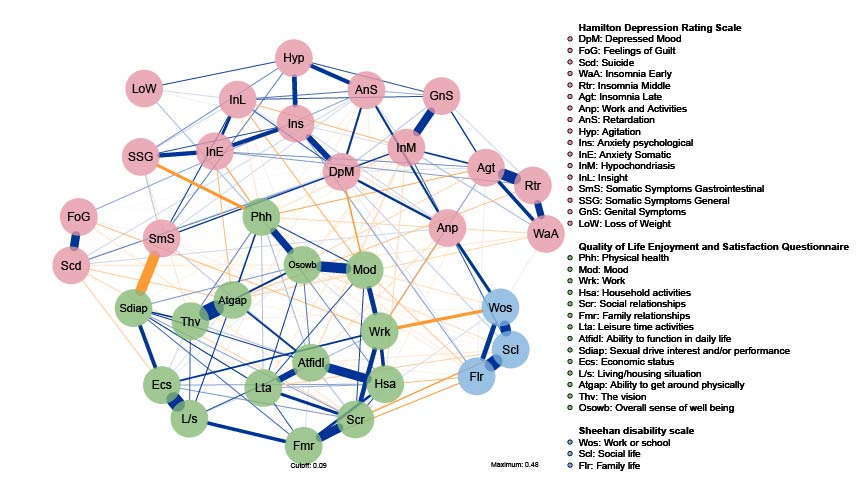 Hyp
LoW
AnS
GnS
InL
Ins
InM
SSG
InE
DpM
Agt
Rtr
FoG
Phh
SmS
Anp
WaA
Scd
Osowb
Mod
Sdiap
Atgap
Thv
Wos
Wrk
Scl
Atfidl
Flr
Ecs
Lta
Hsa
L/s
Scr
Fmr
Cutoff: 0.09
Maximum: 0.48
Hamilton Depression Rating Scale
DpM: Depressed Mood
FoG: Feelings of Guilt
Scd: Suicide
WaA: Insomnia Early
Rtr: Insomnia Middle
Agt: Insomnia Late
Anp: Work and Activities
AnS: Retardation
Hyp: Agitation
Ins: Anxiety psychological
InE: Anxiety Somatic
InM: Hypochondriasis
InL: Insight
SmS: Somatic Symptoms Gastrointestinal
SSG: Somatic Symptoms General
GnS: Genital Symptoms
LoW: Loss of Weight
Quality of Life Enjoyment and Satisfaction Questionnaire
Phh: Physical health
Mod: Mood
Wrk: Work
Hsa: Household activities
Scr: Social relationships
Fmr: Family relationships
Lta: Leisure time activities
Atfidl: Ability to function in daily life
Sdiap: Sexual drive interest and/or performance
Ecs: Economic status
L/s: Living/housing situation
Atgap: Ability to get around physically
Thv: The vision
Osowb: Overall sense of well being
Sheehan disability scale
Wos: Work or school
Scl: Social life
Flr: Family life